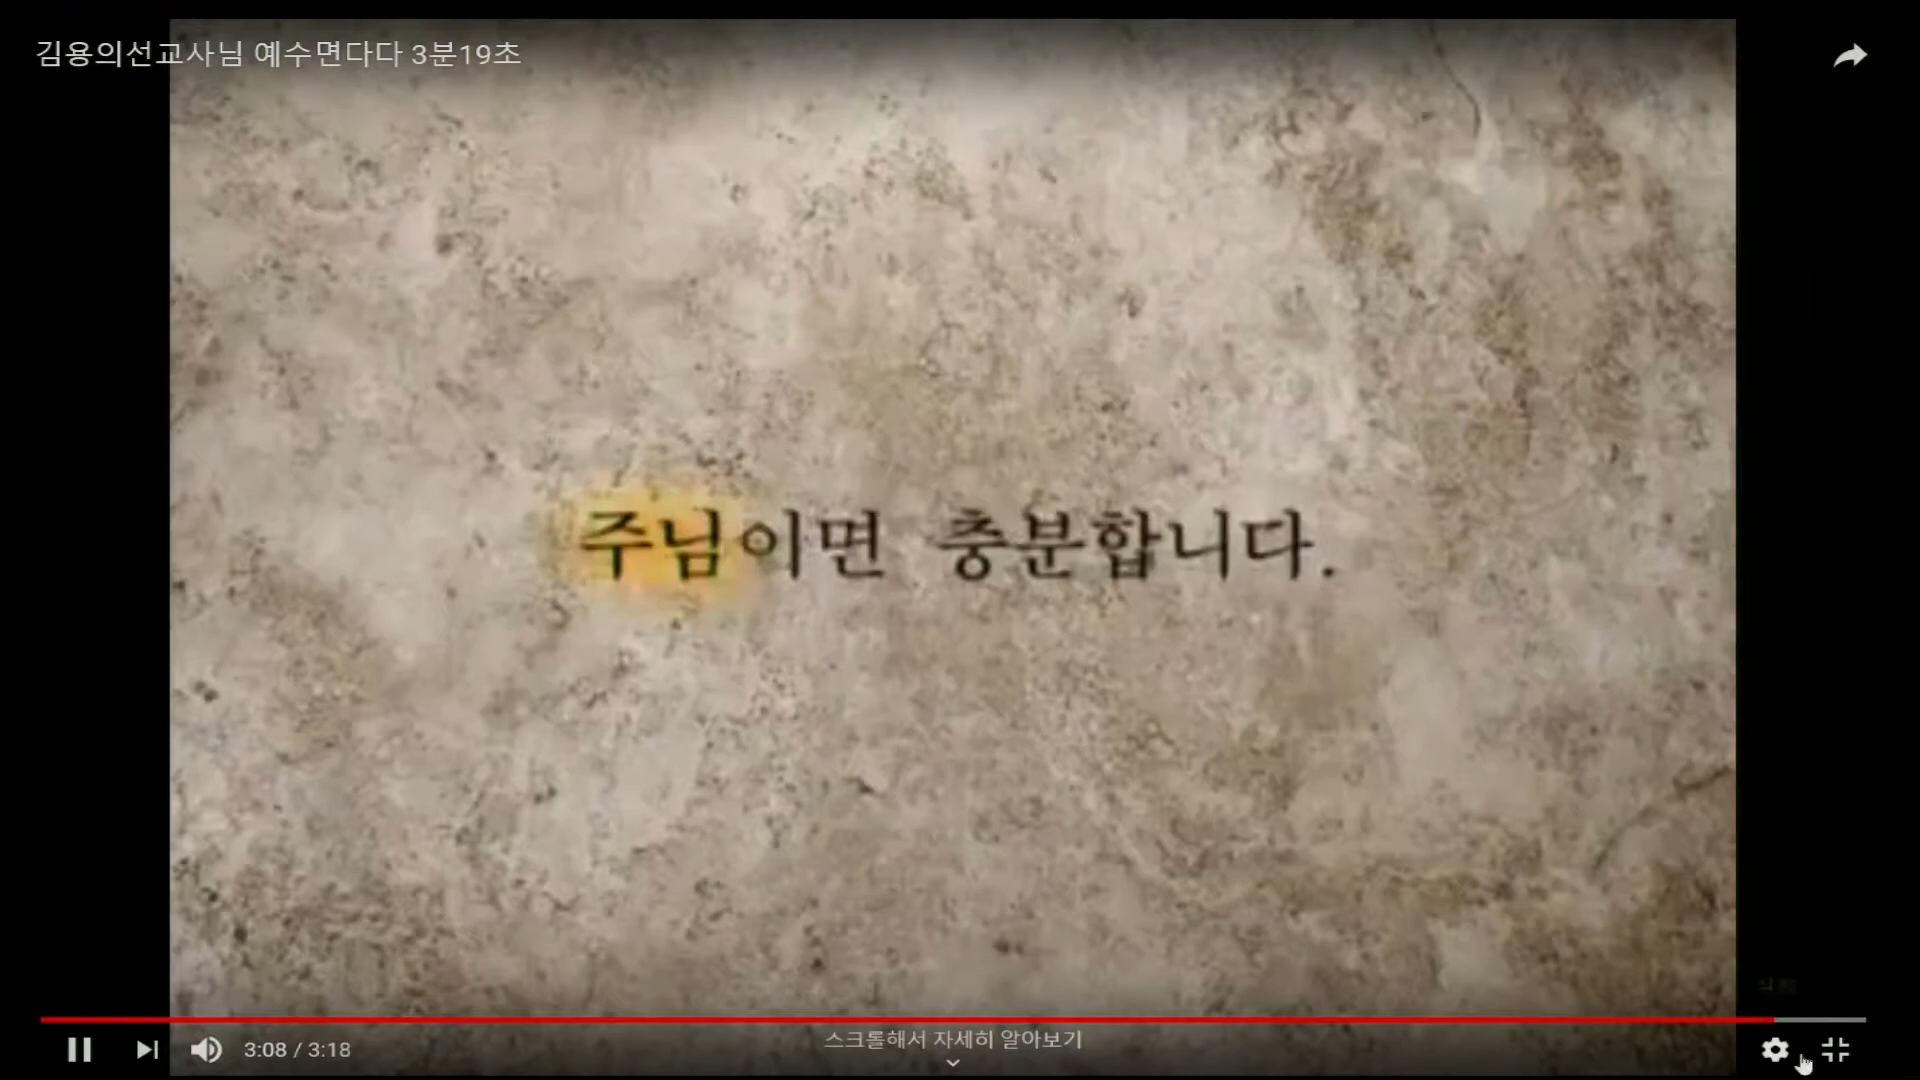 김용의선교사님 예수면다다 3분19초
주님이면 충분합니다.
스크롤해서 자세히 알아보기
3:08 / 3:18